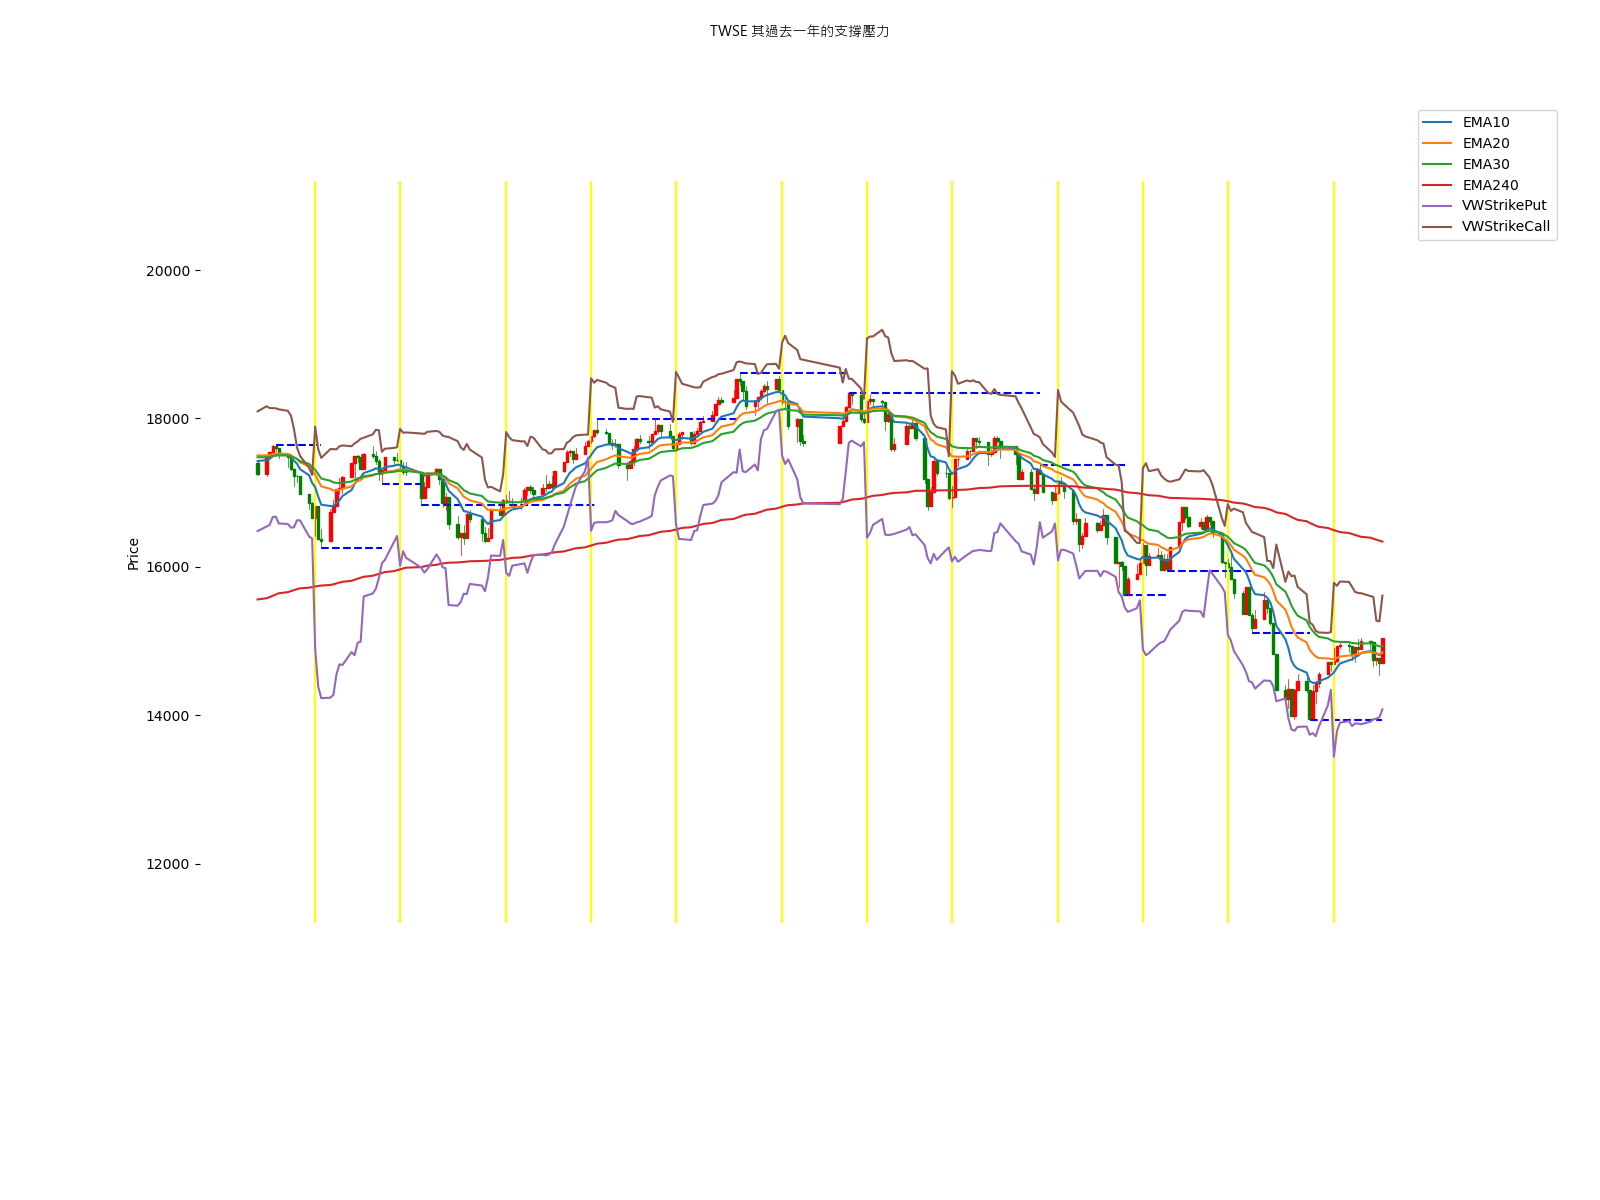 TWSE 其過去一年的支撐壓力
EMA10
EMA20
EMA30
EMA240
VWStrikePut
VWStrikeCall
20000
18000
16000
14000
12000
Price